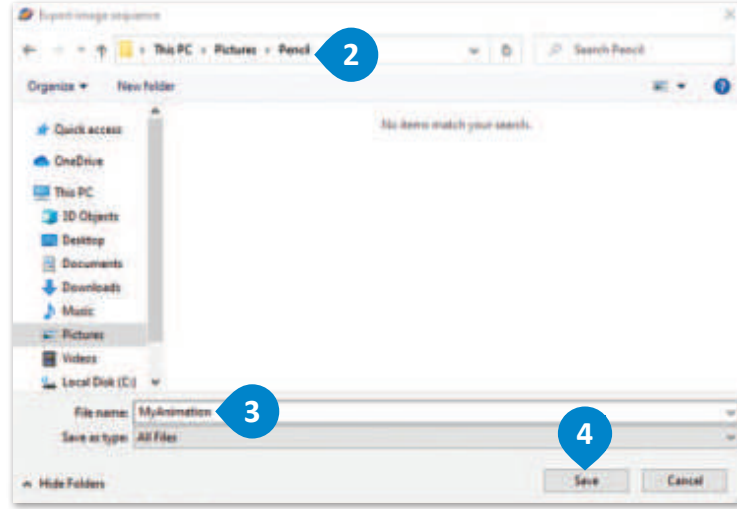 Export image sequence
This PC › Pictures › Pencil 2 Search Pencil
Organize New folder
No items match your search.
Quick access
OneDrive
This PC
3D Objects
Desktop
Documents
Downloads
Music
Pictures
Videos
Local Disk (C:)
File name: MyAnimation 3
Save as type: All Files
4
Hide Folders Save Cancel